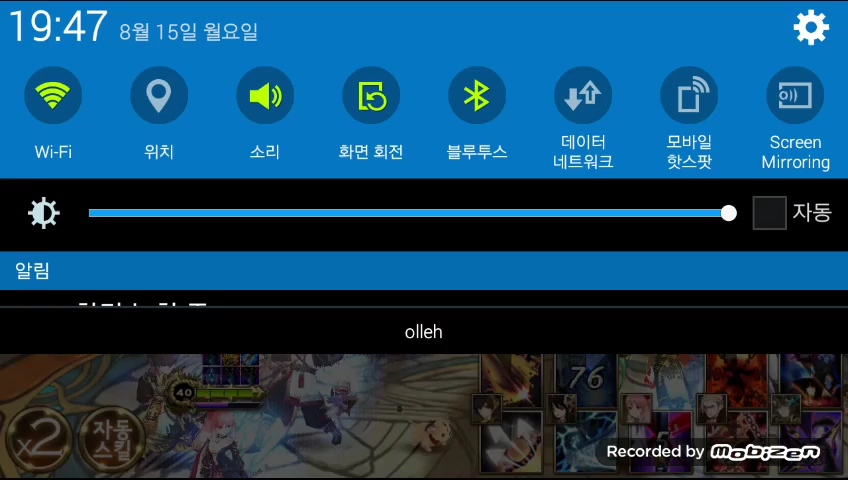 19:47 8월 15일 월요일
Wi-Fi
위치
소리
화면 회전
블루투스
데이터
네트워크
모바일
핫스팟
Screen
Mirroring
자동
알림
olleh
40
76
x2
자동
스킬
Recorded by Mobizen